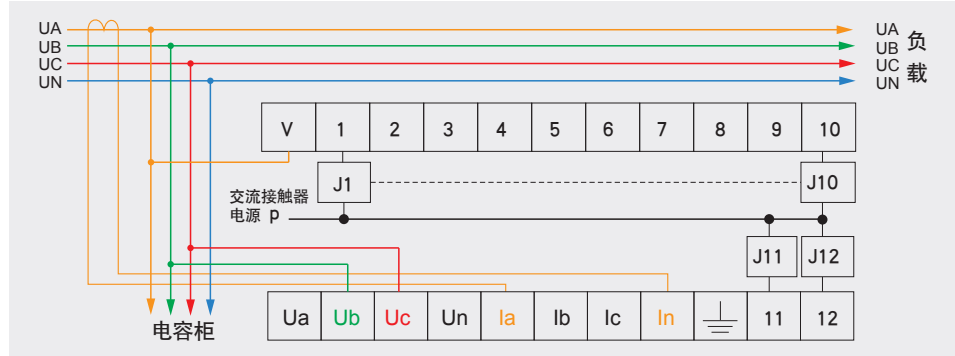 UA UA 负
UB UB
UC UC 载
UN UN
V 1 2 3 4 5 6 7 8 9 10
J1 J10
交流接触器
电源 p
J11 J12
Ua Ub Uc Un Ia Ib Ic In 11 12
电容柜